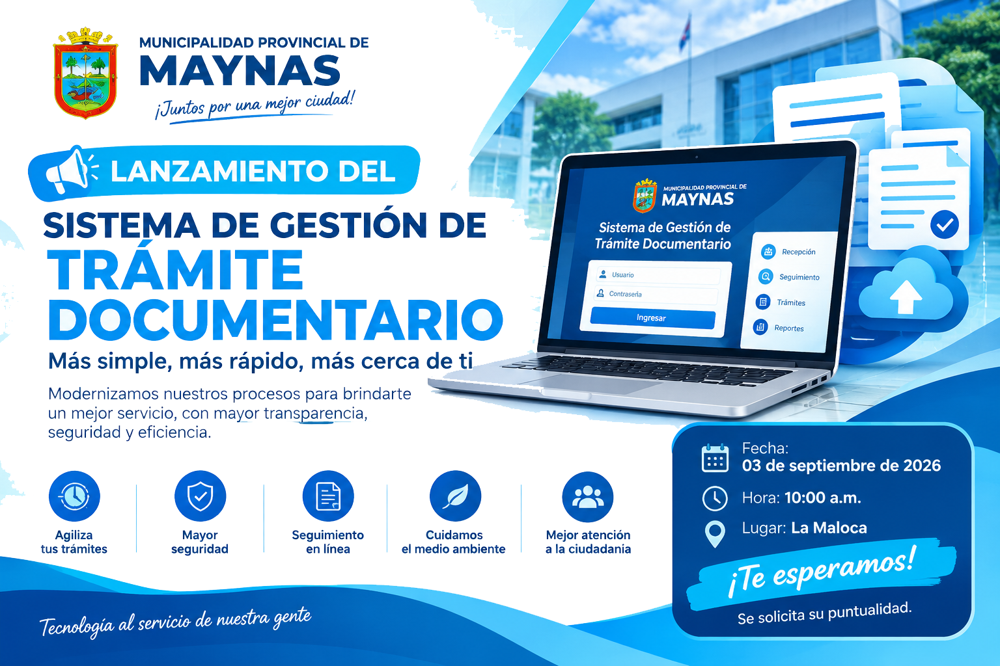 MUNICIPALIDAD PROVINCIAL DE
MAYNAS
¡Juntos por una mejor ciudad!
LANZAMIENTO DEL
SISTEMA DE GESTIÓN DE
TRÁMITE
DOCUMENTARIO
Más simple, más rápido, más cerca de ti
Modernizamos nuestros procesos para brindarte
un mejor servicio, con mayor transparencia,
seguridad y eficiencia.
MUNICIPALIDAD PROVINCIAL DE
MAYNAS
Sistema de Gestión de
Trámite Documentario
Usuario
Contraseña
Ingresar
Recepción
Seguimiento
Trámites
Reportes
Agiliza
tus trámites
Mayor
seguridad
Seguimiento
en línea
Cuidamos
el medio ambiente
Mejor atención
a la ciudadanía
Fecha:
03 de septiembre de 2026
Hora: 10:00 a.m.
Lugar: La Maloca
¡Te esperamos!
Se solicita su puntualidad.
Tecnología al servicio de nuestra gente